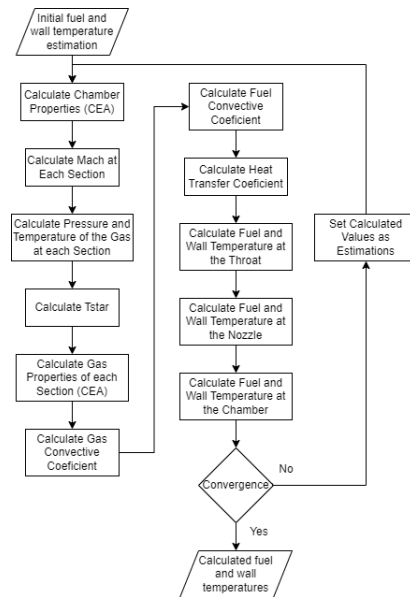 Initial fuel and
wall temperature
estimation
Calculate Chamber
Properties (CEA)
Calculate Mach at
Each Section
Calculate Pressure and
Temperature of the Gas
at each Section
Calculate Tstar
Calculate Gas
Properties of each
Section (CEA)
Calculate Gas
Convective
Coeficient
Calculate Fuel
Convective
Coeficient
Calculate Heat
Transfer Coeficient
Calculate Fuel and
Wall Temperature at
the Throat
Calculate Fuel and
Wall Temperature at
the Nozzle
Calculate Fuel and
Wall Temperature at
the Chamber
Convergence
No
Yes
Set Calculated
Values as
Estimations
Calculated fuel
and wall
temperatures